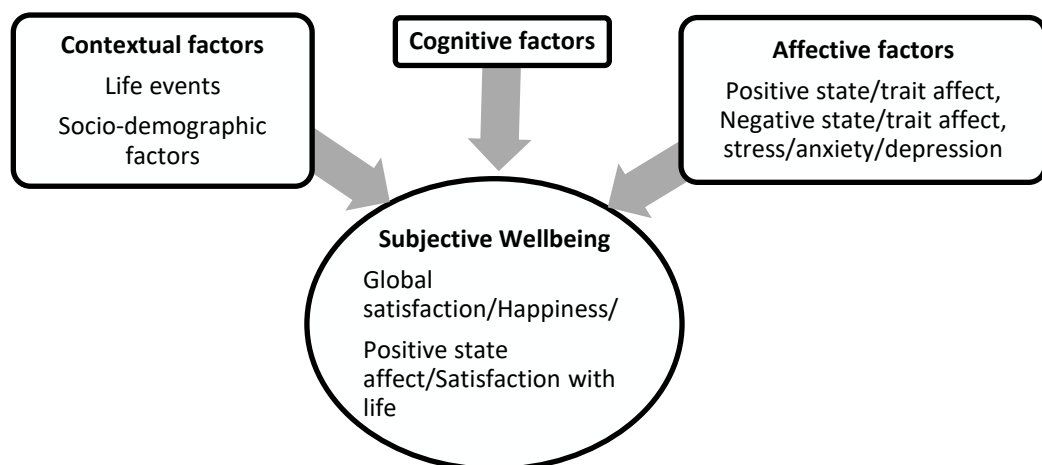 Contextual factors
Life events
Socio-demographic
factors
Cognitive factors
Affective factors
Positive state/trait affect,
Negative state/trait affect,
stress/anxiety/depression
Subjective Wellbeing
Global
satisfaction/Happiness/
Positive state
affect/Satisfaction with
life